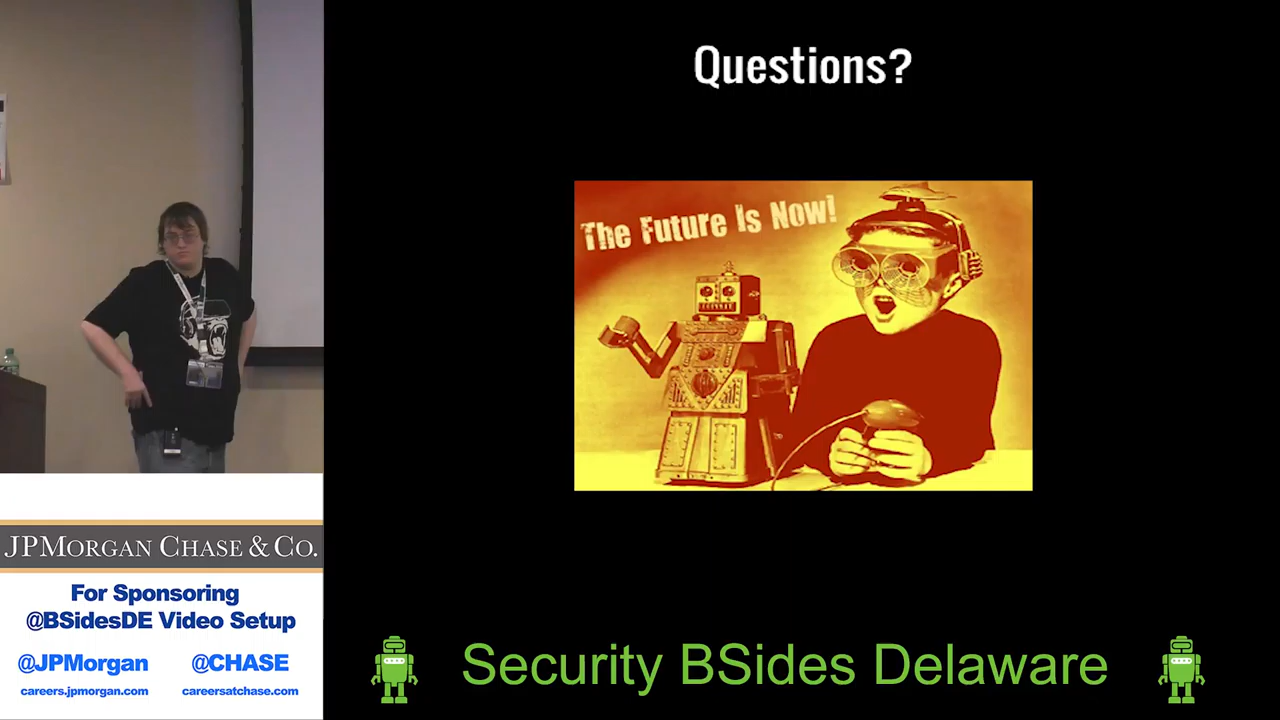 Questions?
The Future Is Now!
JPMORGAN CHASE & CO.
For Sponsoring
@BSidesDE Video Setup
@JPMorgan @CHASE
careers.jpmorgan.com careersatchase.com
Security BSides Delaware